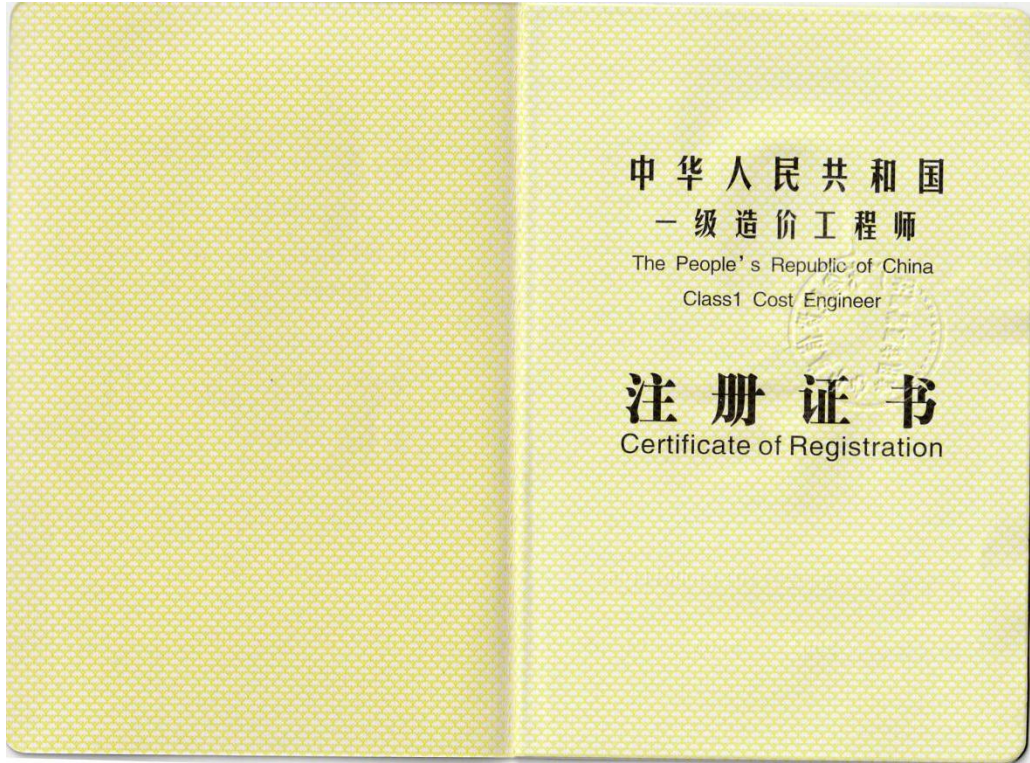 中华人民共和国
一级造价工程师
The People's Republic of China
Class1 Cost Engineer
注册证书
Certificate of Registration